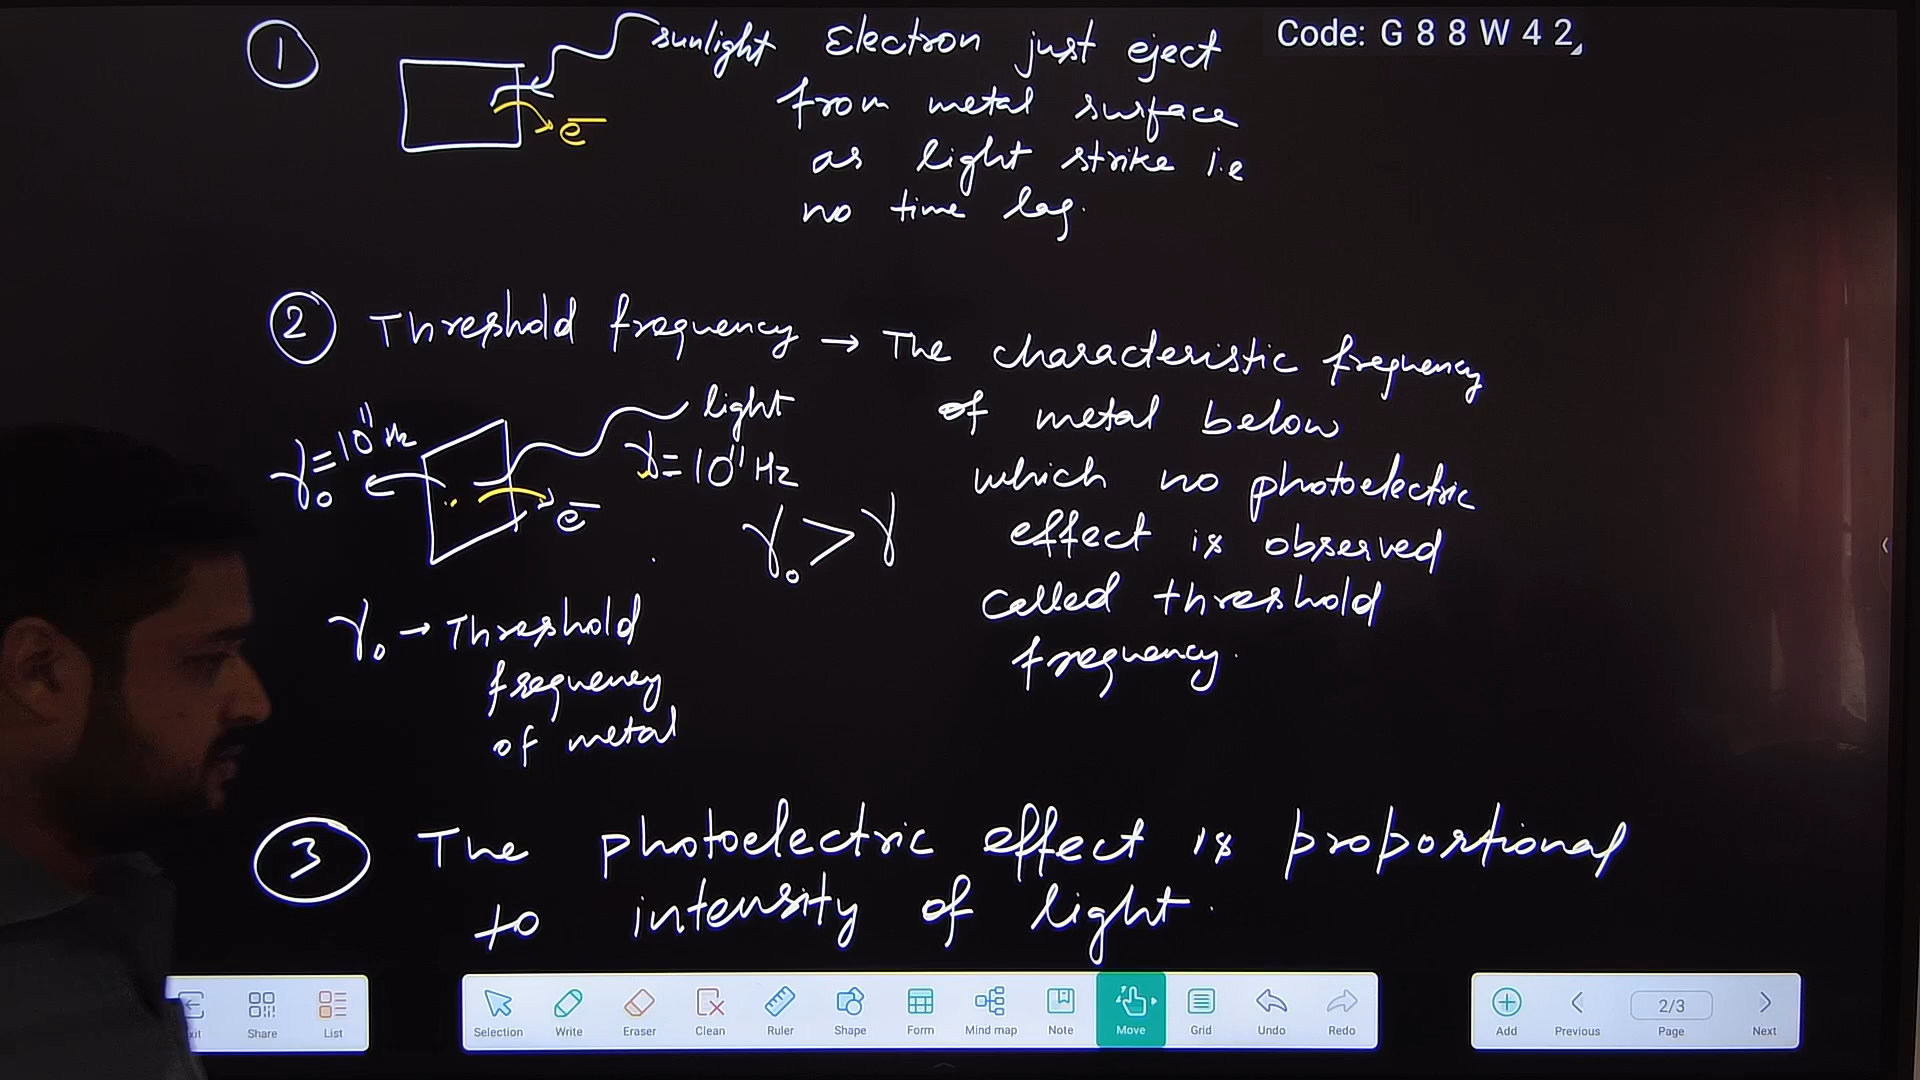 Code: G 8 8 W 4 2
1
sunlight
e⁻
Electron just eject
from metal surface
as light strike i.e
no time lag.
2 Threshold frequency → The characteristic frequency
of metal below
which no photoelectric
effect is observed
called threshold
frequency.
γ₀ = 10¹¹ Hz
light
γ = 10¹¹ Hz
e⁻
γ₀ > γ
γ₀ → Threshold
frequency
of metal
3 The photoelectric effect is proportional
to intensity of light.
Share
List
Selection
Write
Eraser
Clean
Ruler
Shape
Form
Mind map
Note
Move
Grid
Undo
Redo
Add
Previous
2/3
Page
Next